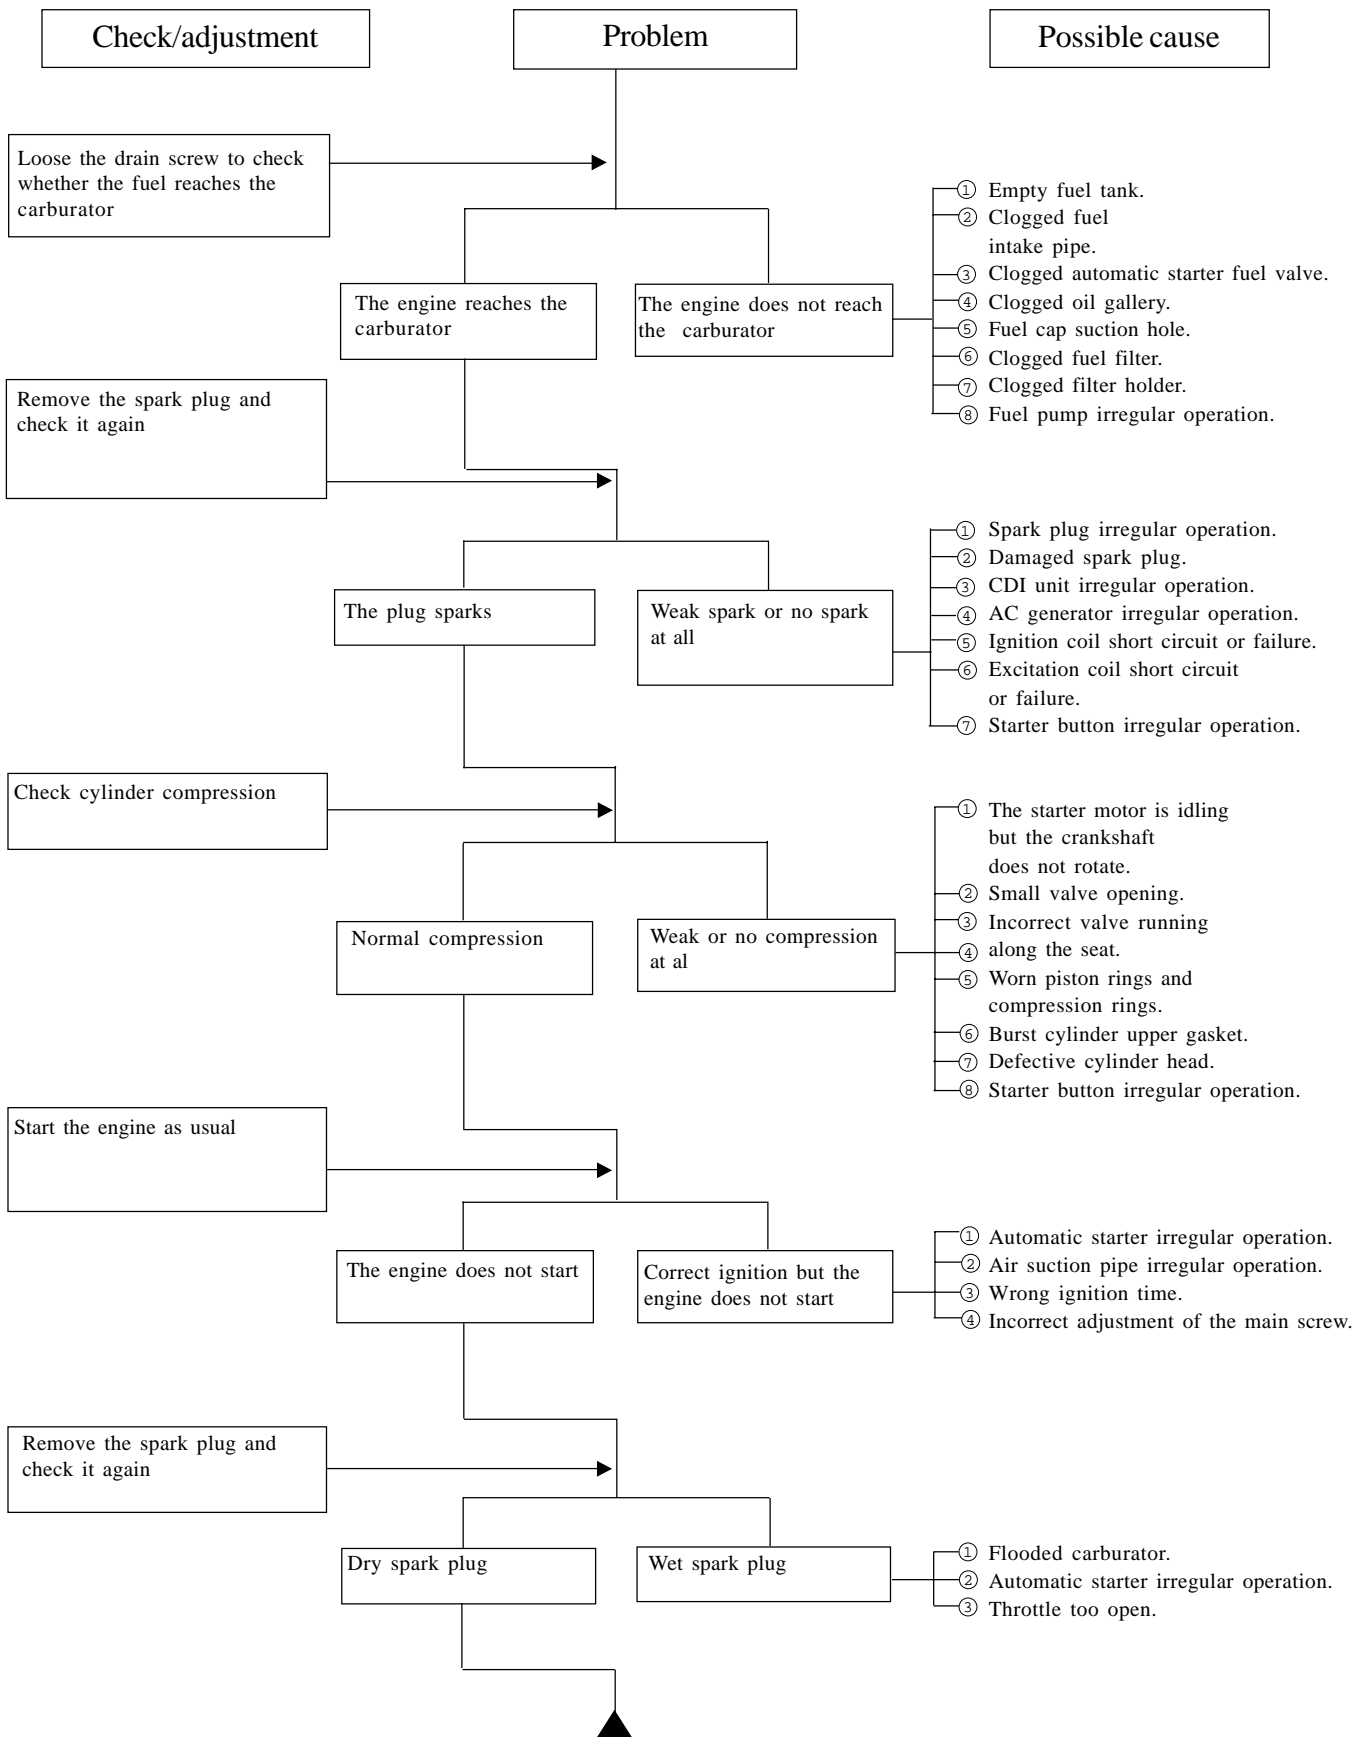 Check/adjustment
Problem
Possible cause
Loose the drain screw to check
whether the fuel reaches the
carburator
The engine reaches the
carburator
The engine does not reach
the carburator
① Empty fuel tank.
② Clogged fuel
intake pipe.
③ Clogged automatic starter fuel valve.
④ Clogged oil gallery.
⑤ Fuel cap suction hole.
⑥ Clogged fuel filter.
⑦ Clogged filter holder.
⑧ Fuel pump irregular operation.
Remove the spark plug and
check it again
The plug sparks
Weak spark or no spark
at all
① Spark plug irregular operation.
② Damaged spark plug.
③ CDI unit irregular operation.
④ AC generator irregular operation.
⑤ Ignition coil short circuit or failure.
⑥ Excitation coil short circuit
or failure.
⑦ Starter button irregular operation.
Check cylinder compression
Normal compression
Weak or no compression
at al
① The starter motor is idling
but the crankshaft
does not rotate.
② Small valve opening.
③ Incorrect valve running
④ along the seat.
⑤ Worn piston rings and
compression rings.
⑥ Burst cylinder upper gasket.
⑦ Defective cylinder head.
⑧ Starter button irregular operation.
Start the engine as usual
The engine does not start
Correct ignition but the
engine does not start
① Automatic starter irregular operation.
② Air suction pipe irregular operation.
③ Wrong ignition time.
④ Incorrect adjustment of the main screw.
Remove the spark plug and
check it again
Dry spark plug
Wet spark plug
① Flooded carburator.
② Automatic starter irregular operation.
③ Throttle too open.